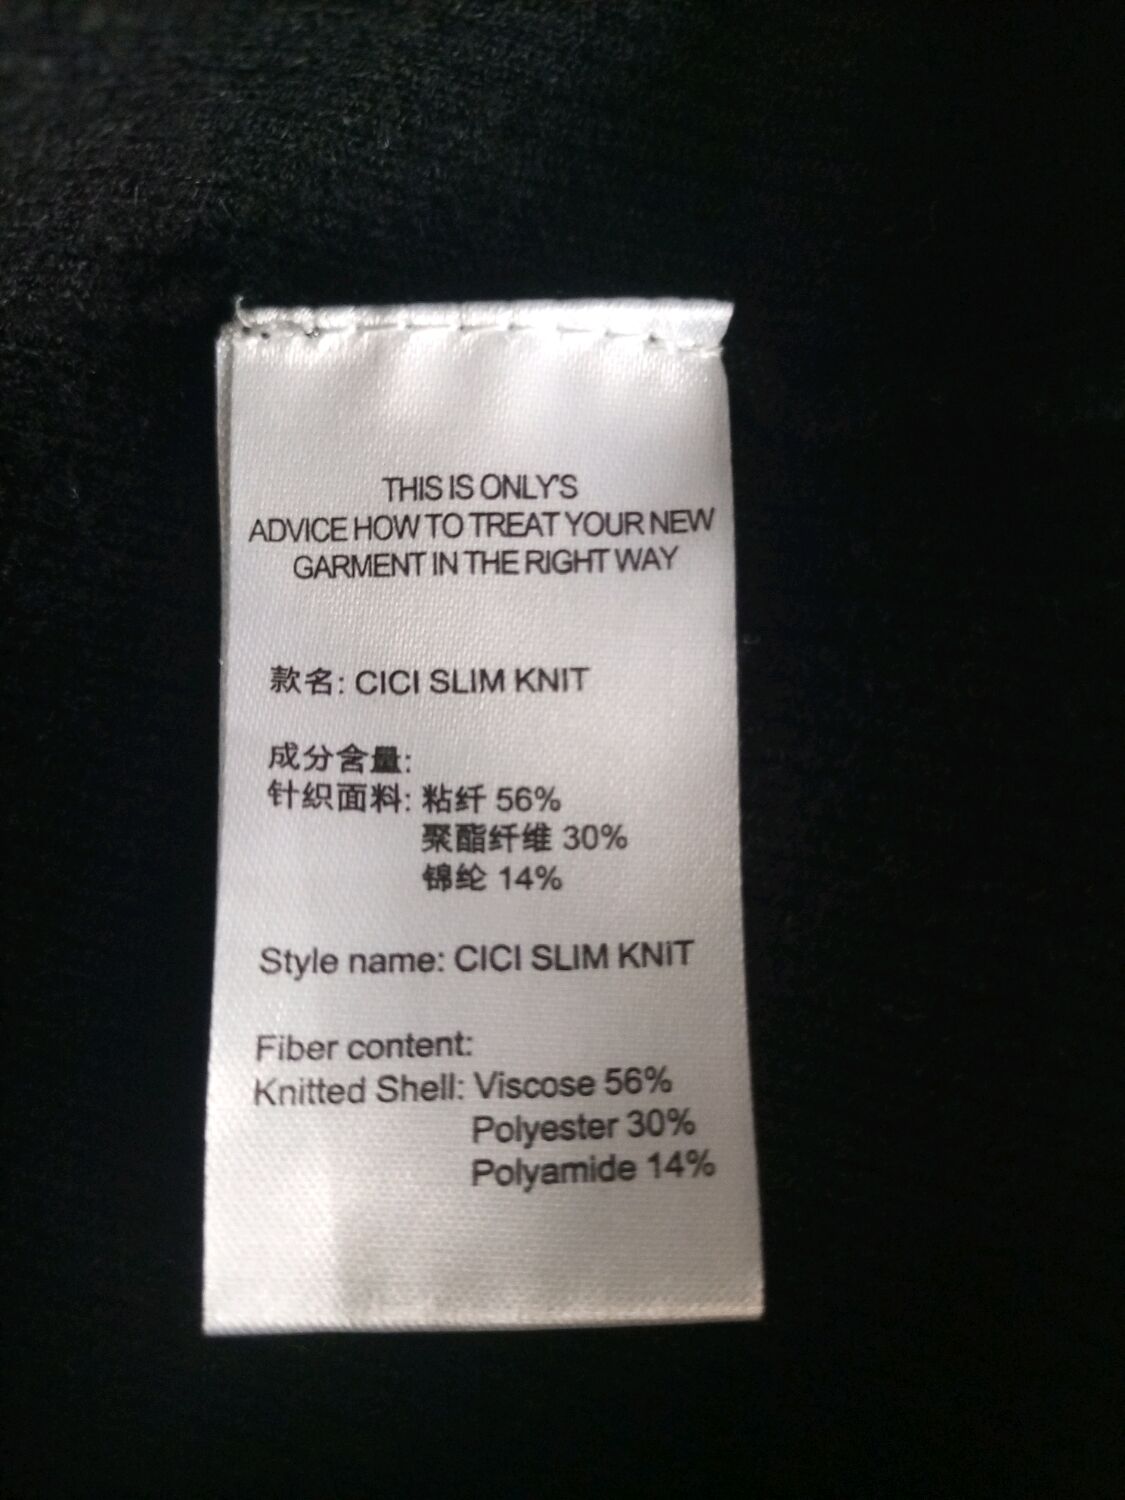 THIS IS ONLY'S
ADVICE HOW TO TREAT YOUR NEW
GARMENT IN THE RIGHT WAY
款名: CICI SLIM KNIT
成分含量:
针织面料: 粘纤 56%
聚酯纤维 30%
锦纶 14%
Style name: CICI SLIM KNIT
Fiber content:
Knitted Shell: Viscose 56%
Polyester 30%
Polyamide 14%